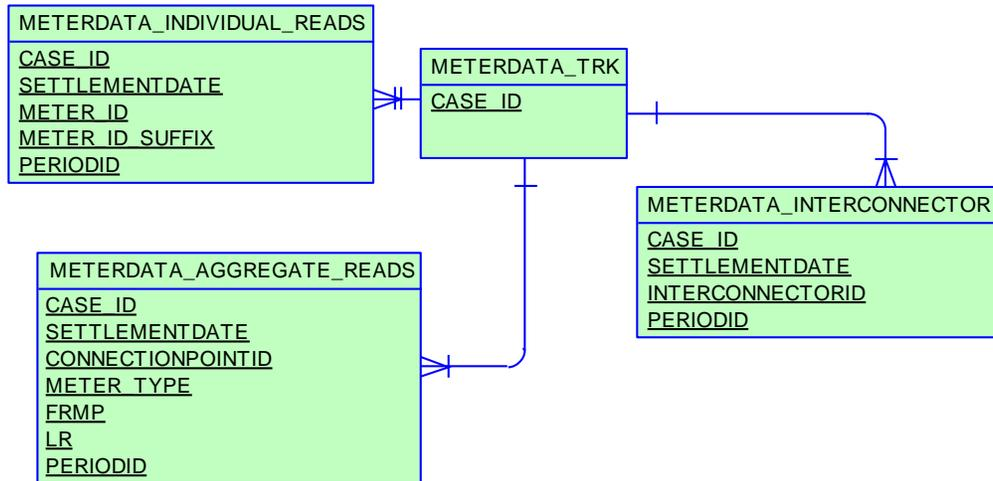 METERDATA_INDIVIDUAL_READS
CASE_ID
SETTLEMENTDATE
METER_ID
METER_ID_SUFFIX
PERIODID
METERDATA_TRK
CASE_ID
METERDATA_INTERCONNECTOR
CASE_ID
SETTLEMENTDATE
INTERCONNECTORID
PERIODID
METERDATA_AGGREGATE_READS
CASE_ID
SETTLEMENTDATE
CONNECTIONPOINTID
METER_TYPE
FRMP
LR
PERIODID